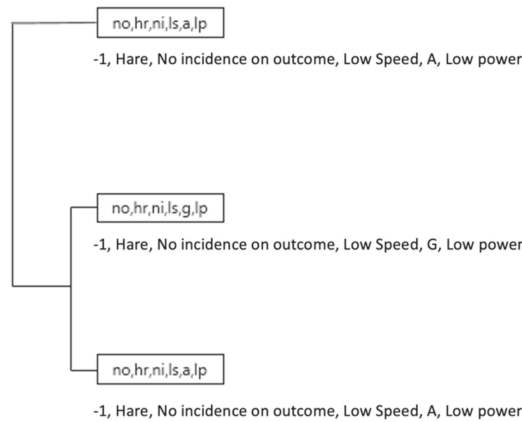 no,hr,ni,ls,a,lp
-1, Hare, No incidence on outcome, Low Speed, A, Low power
no,hr,ni,ls,g,lp
-1, Hare, No incidence on outcome, Low Speed, G, Low power
no,hr,ni,ls,a,lp
-1, Hare, No incidence on outcome, Low Speed, A, Low power